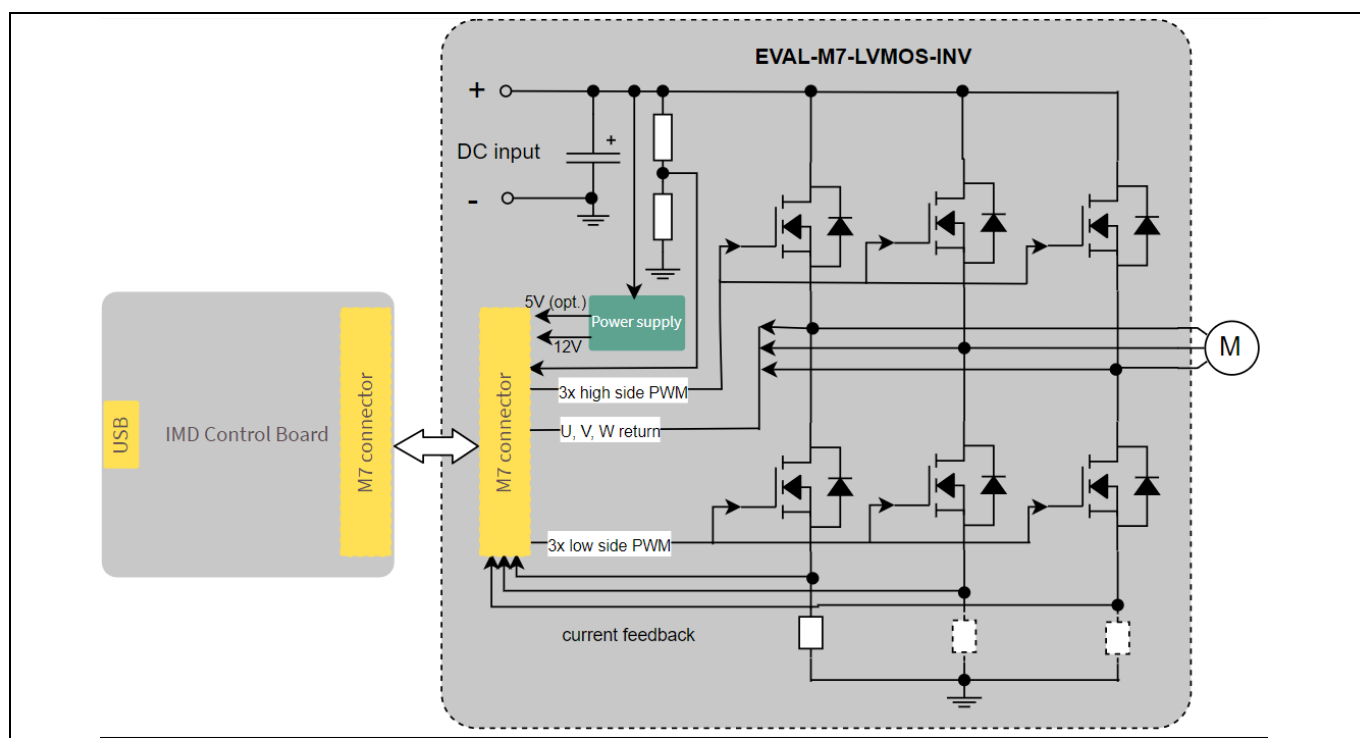 EVAL-M7-LVMOS-INV
+
+
DC input
-
5V (opt.)
Power supply
12V
M
3x high side PWM
USB
IMD Control Board
M7 connector
M7 connector
U, V, W return
3x low side PWM
current feedback